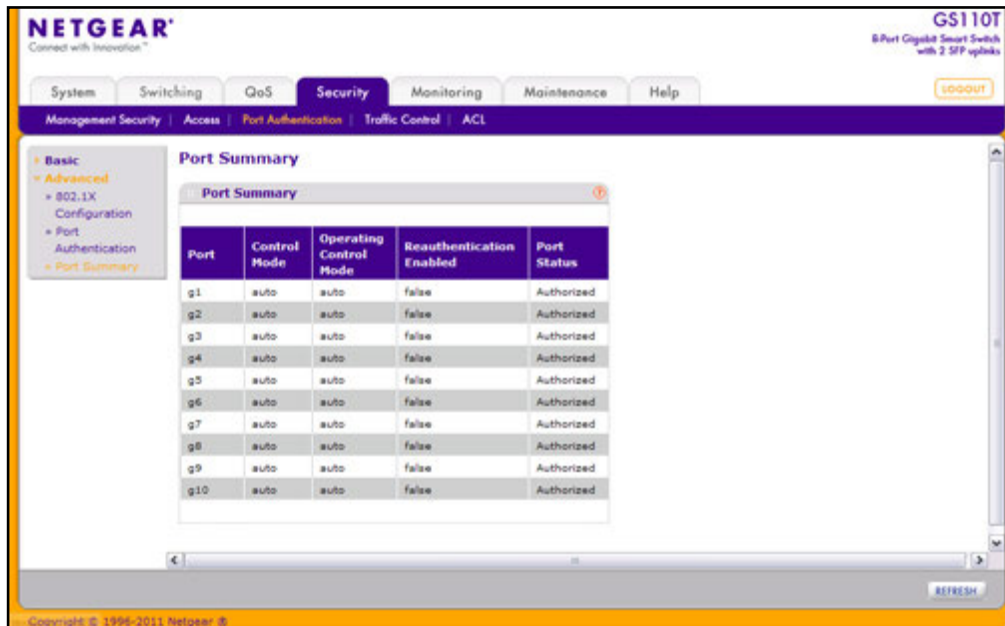 NETGEAR®
Connect with Innovation™
GS110T
8-Port Gigabit Smart Switch
with 2 SFP uplinks
System Switching QoS Security Monitoring Maintenance Help LOGOUT
Management Security | Access | Port Authentication | Traffic Control | ACL
Basic
Advanced
802.1X
Configuration
Port
Authentication
Port Summary
Port Summary
Port Summary
Port Control Mode Operating Control Mode Reauthentication Enabled Port Status
g1 auto auto false Authorized
g2 auto auto false Authorized
g3 auto auto false Authorized
g4 auto auto false Authorized
g5 auto auto false Authorized
g6 auto auto false Authorized
g7 auto auto false Authorized
g8 auto auto false Authorized
g9 auto auto false Authorized
g10 auto auto false Authorized
REFRESH
Copyright © 1996-2011 Netgear ®